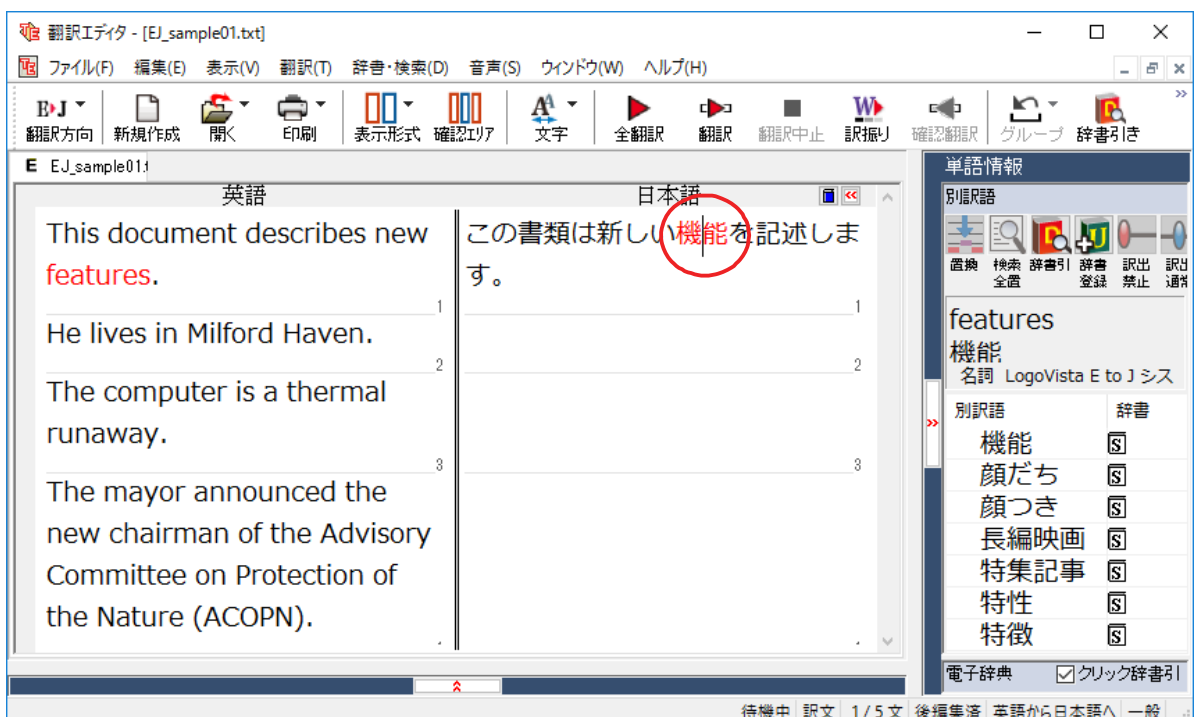 翻訳エディタ - [EJ_sample01.txt]
ファイル(F) 編集(E) 表示(V) 翻訳(T) 辞書・検索(D) 音声(S) ウィンドウ(W) ヘルプ(H)
E›J
翻訳方向 新規作成 開く 印刷 表示形式 確認エリア 文字 全翻訳 翻訳 翻訳中止 訳振り 確認翻訳 グループ 辞書引き
E EJ_sample01.t
英語
This document describes new
features.
1
He lives in Milford Haven.
2
The computer is a thermal
runaway.
3
The mayor announced the
new chairman of the Advisory
Committee on Protection of
the Nature (ACOPN).
日本語
この書類は新しい機能を記述しま
す。
1
2
3
単語情報
別訳語
置換 検索全置 辞書引 辞書登録 訳出禁止 訳出通常
features
機能
名詞 LogoVista E to J シス
別訳語 辞書
機能 S
顔だち S
顔つき S
長編映画 S
特集記事 S
特性 S
特徴 S
電子辞典 クリック辞書引
待機中 訳文 1/5文 後編集済 英語から日本語へ 一般